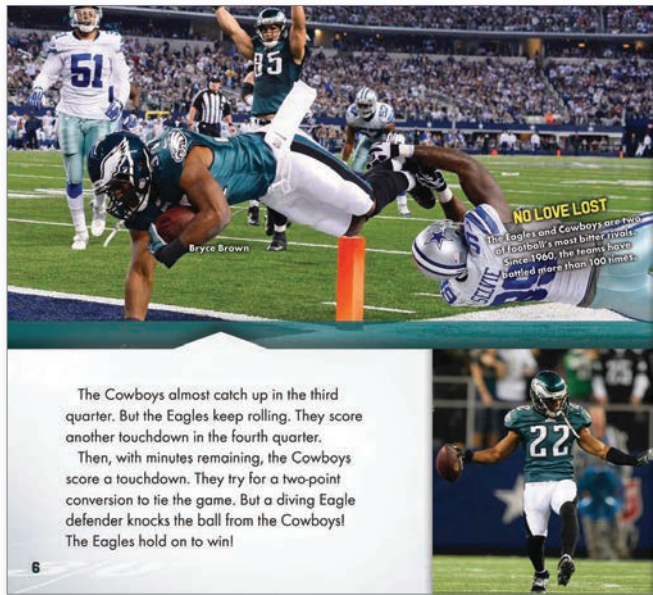 51
85
NO LOVE LOST
The Eagles and Cowboys are two
of football's most bitter rivals.
Since 1960, the teams have
battled more than 100 times.
Bryce Brown
SELVIE
The Cowboys almost catch up in the third
quarter. But the Eagles keep rolling. They score
another touchdown in the fourth quarter.
Then, with minutes remaining, the Cowboys
score a touchdown. They try for a two-point
conversion to tie the game. But a diving Eagle
defender knocks the ball from the Cowboys!
The Eagles hold on to win!
22
6